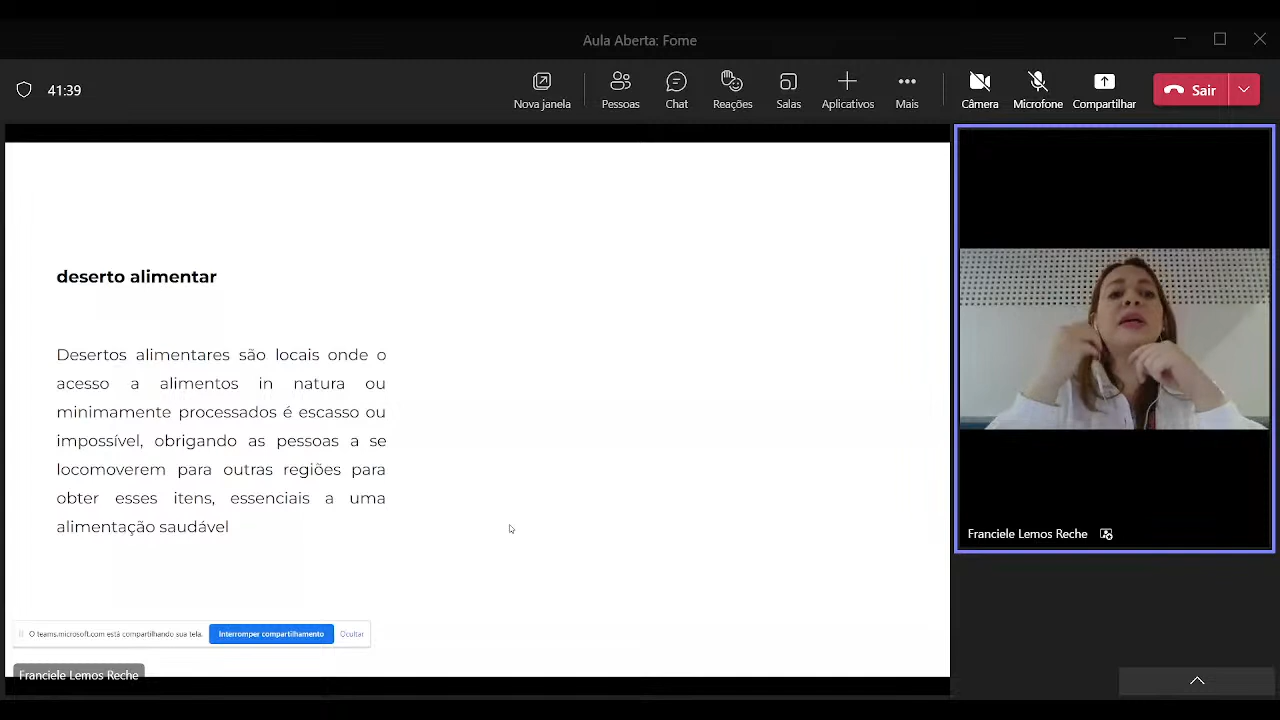 Aula Aberta: Fome
41:39
Nova janela
Pessoas
Chat
Reações
Salas
Aplicativos
Mais
Câmera
Microfone
Compartilhar
Sair
deserto alimentar
Desertos alimentares são locais onde o
acesso a alimentos in natura ou
minimamente processados é escasso ou
impossível, obrigando as pessoas a se
locomoverem para outras regiões para
obter esses itens, essenciais a uma
alimentação saudável
Franciele Lemos Reche
O teams.microsoft.com está compartilhando sua tela.
Interromper compartilhamento
Ocultar
Franciele Lemos Reche